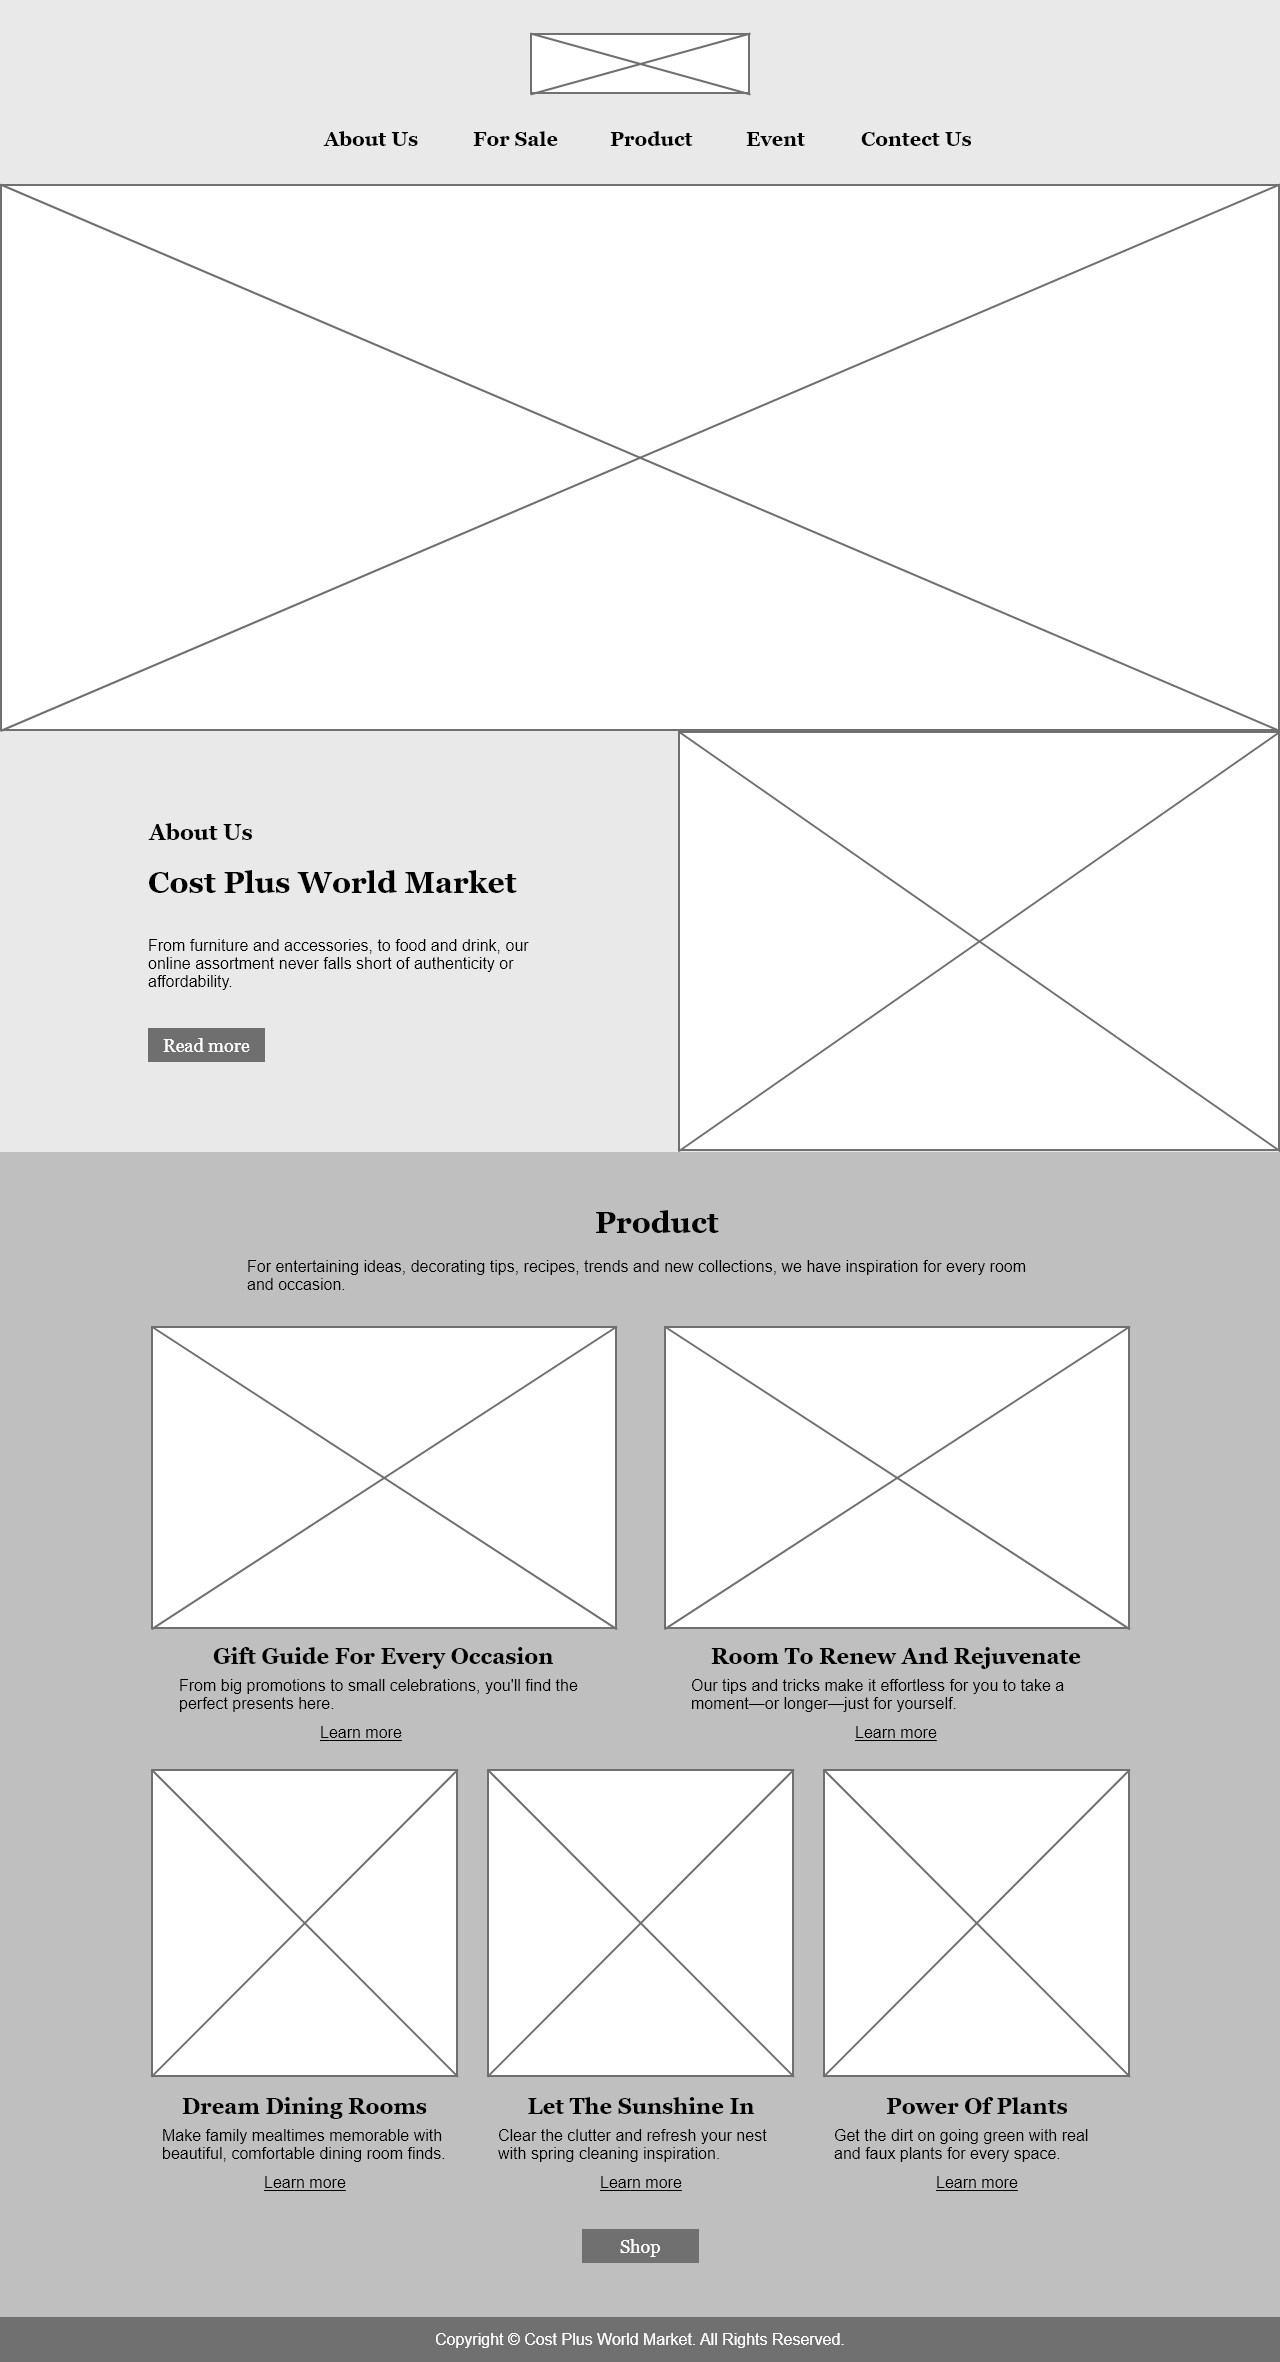 About Us For Sale Product Event Contect Us
About Us
Cost Plus World Market
From furniture and accessories, to food and drink, our
online assortment never falls short of authenticity or
affordability.
Read more
Product
For entertaining ideas, decorating tips, recipes, trends and new collections, we have inspiration for every room
and occasion.
Gift Guide For Every Occasion
From big promotions to small celebrations, you'll find the
perfect presents here.
Learn more
Room To Renew And Rejuvenate
Our tips and tricks make it effortless for you to take a
moment—or longer—just for yourself.
Learn more
Dream Dining Rooms
Make family mealtimes memorable with
beautiful, comfortable dining room finds.
Learn more
Let The Sunshine In
Clear the clutter and refresh your nest
with spring cleaning inspiration.
Learn more
Power Of Plants
Get the dirt on going green with real
and faux plants for every space.
Learn more
Shop
Copyright © Cost Plus World Market. All Rights Reserved.